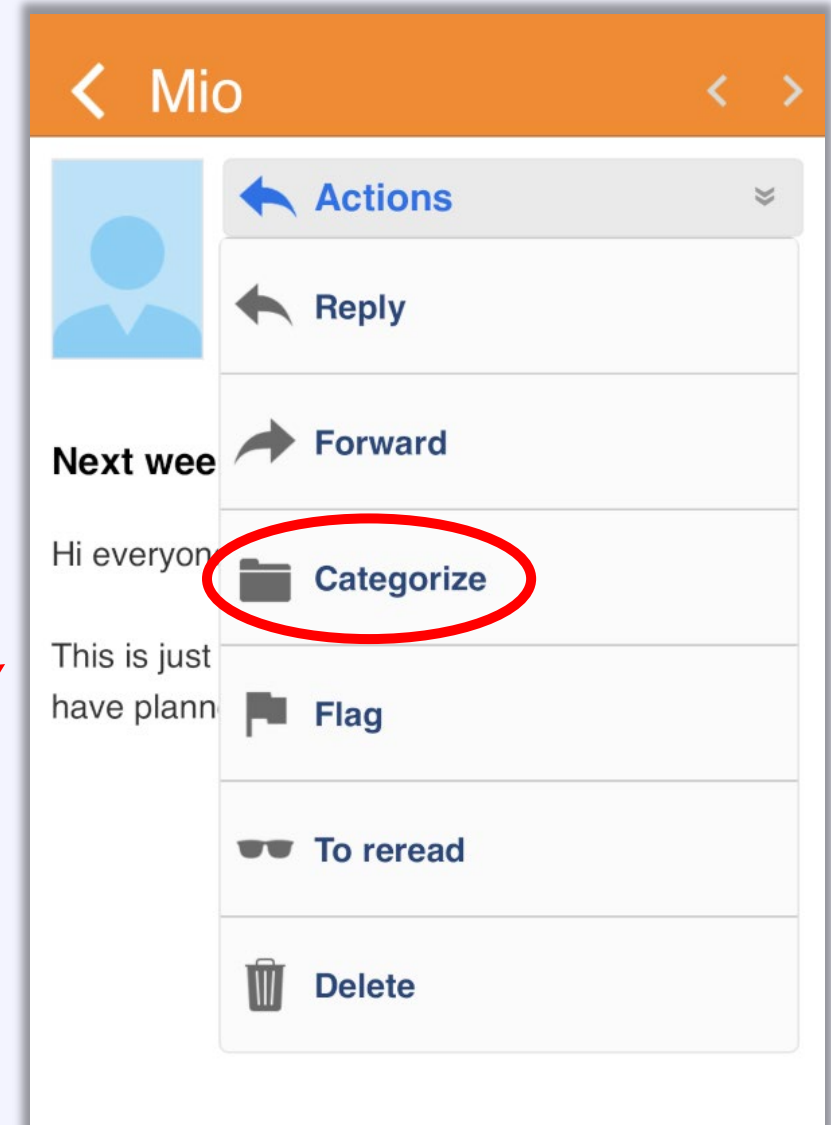 Mio
Actions
Reply
Forward
Next wee
Categorize
Hi everyon
This is just
have plann
Flag
To reread
Delete